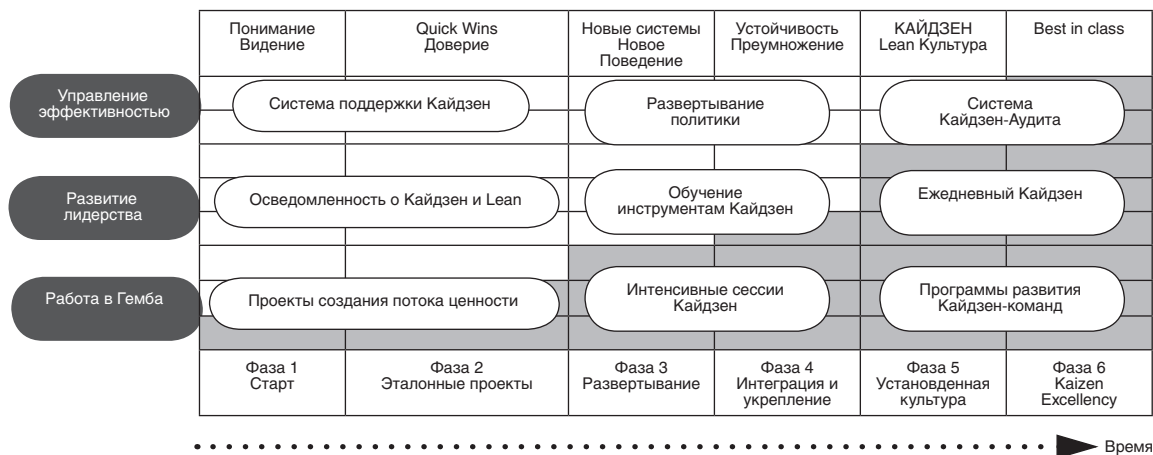 Понимание
Видение
Quick Wins
Доверие
Новые системы
Новое
Поведение
Устойчивость
Преумножение
КАЙДЗЕН
Lean Культура
Best in class
Управление
эффективностью
Система поддержки Кайдзен
Развертывание
политики
Система
Кайдзен-Аудита
Развитие
лидерства
Осведомленность о Кайдзен и Lean
Обучение
инструментам Кайдзен
Ежедневный Кайдзен
Работа в Гемба
Проекты создания потока ценности
Интенсивные сессии
Кайдзен
Программы развития
Кайдзен-команд
Фаза 1
Старт
Фаза 2
Эталонные проекты
Фаза 3
Развертывание
Фаза 4
Интеграция и
укрепление
Фаза 5
Установденная
культура
Фаза 6
Kaizen
Excellency
Время